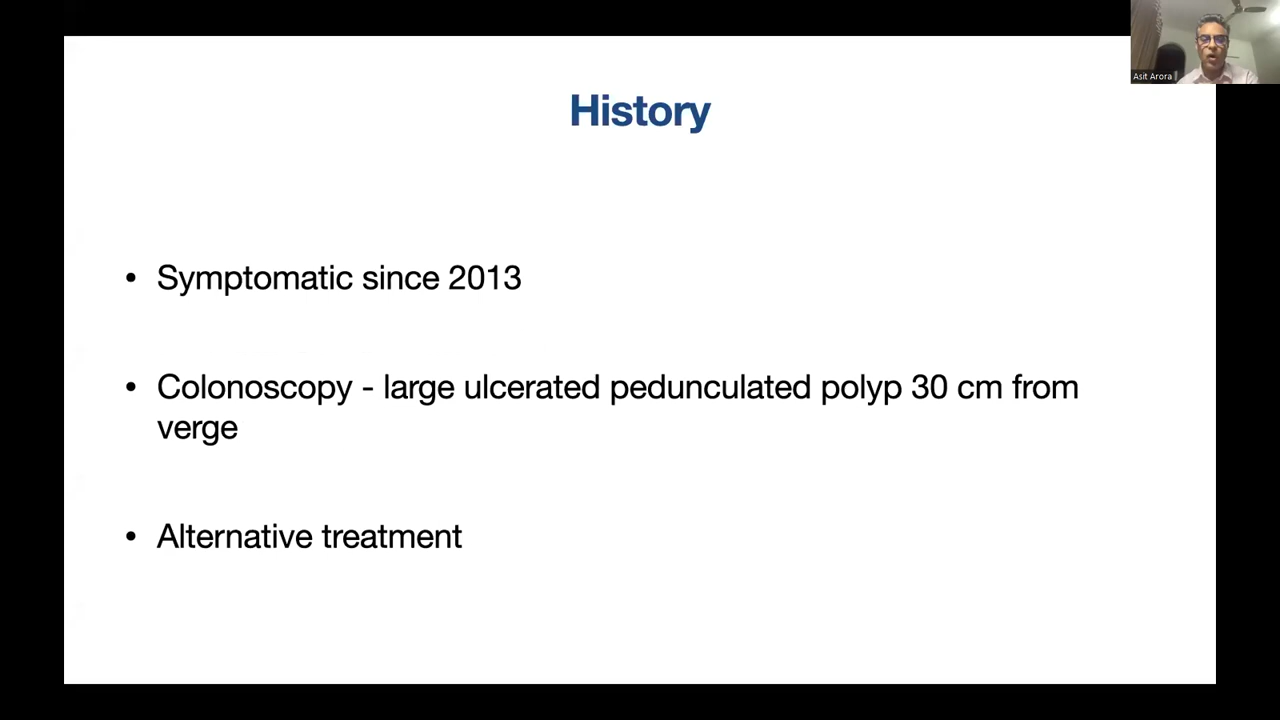 Asit Arora
History
• Symptomatic since 2013
• Colonoscopy - large ulcerated pedunculated polyp 30 cm from
verge
• Alternative treatment